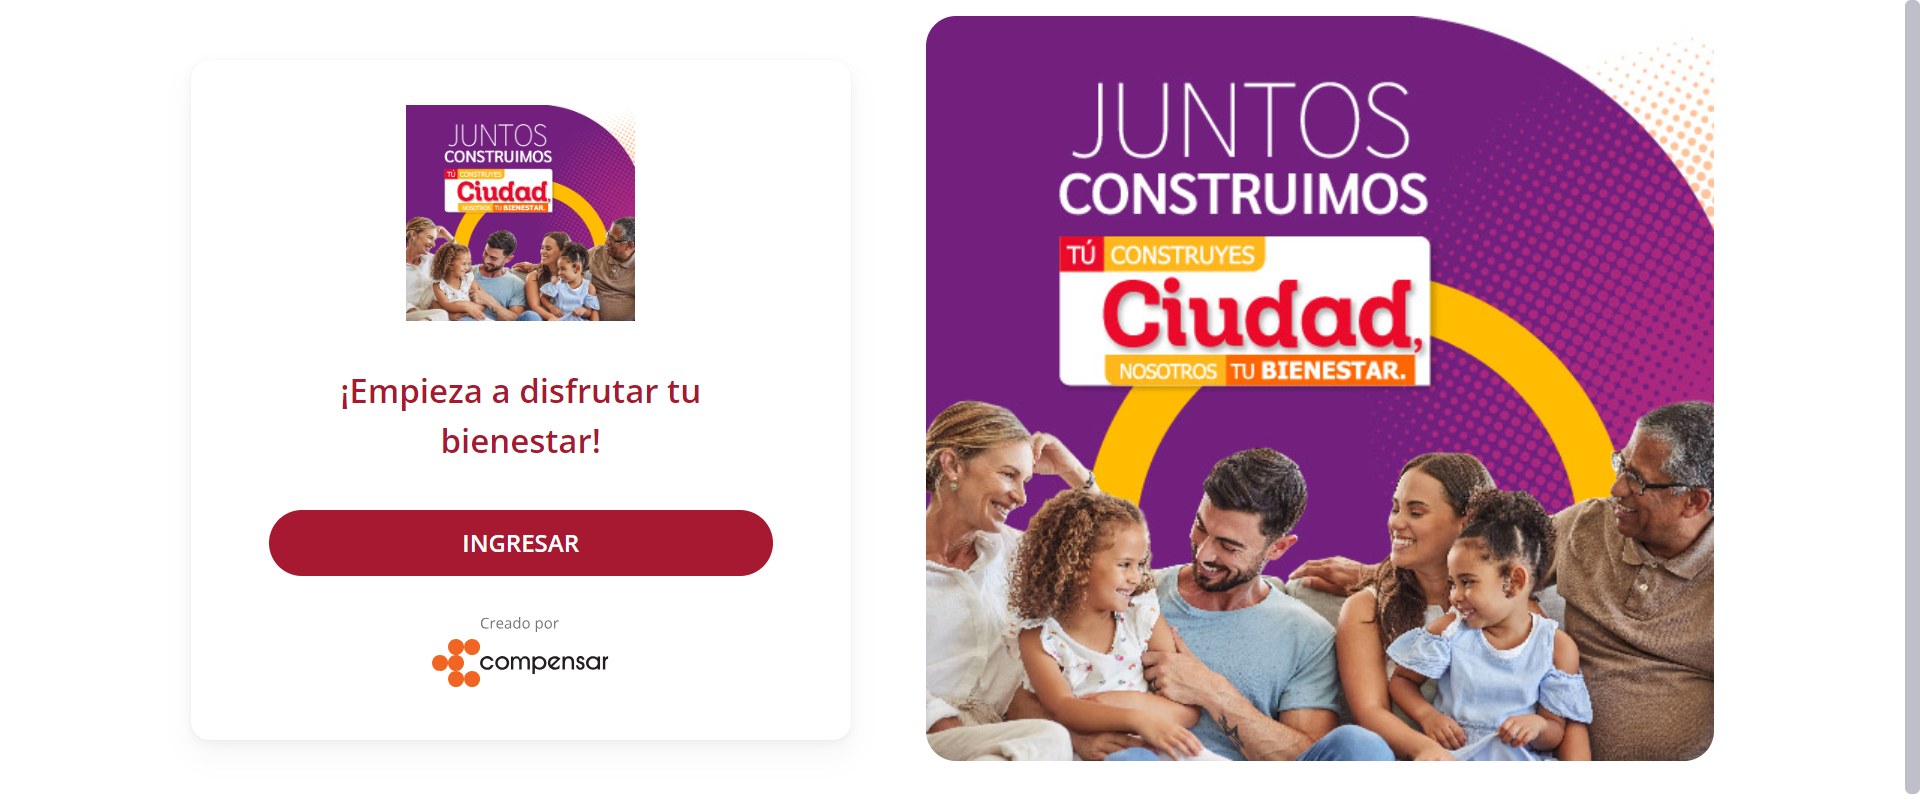 JUNTOS
CONSTRUIMOS
TÚ CONSTRUYES
Ciudad,
NOSOTROS TU BIENESTAR.
¡Empieza a disfrutar tu
bienestar!
INGRESAR
Creado por
compensar
JUNTOS
CONSTRUIMOS
TÚ CONSTRUYES
Ciudad,
NOSOTROS TU BIENESTAR.